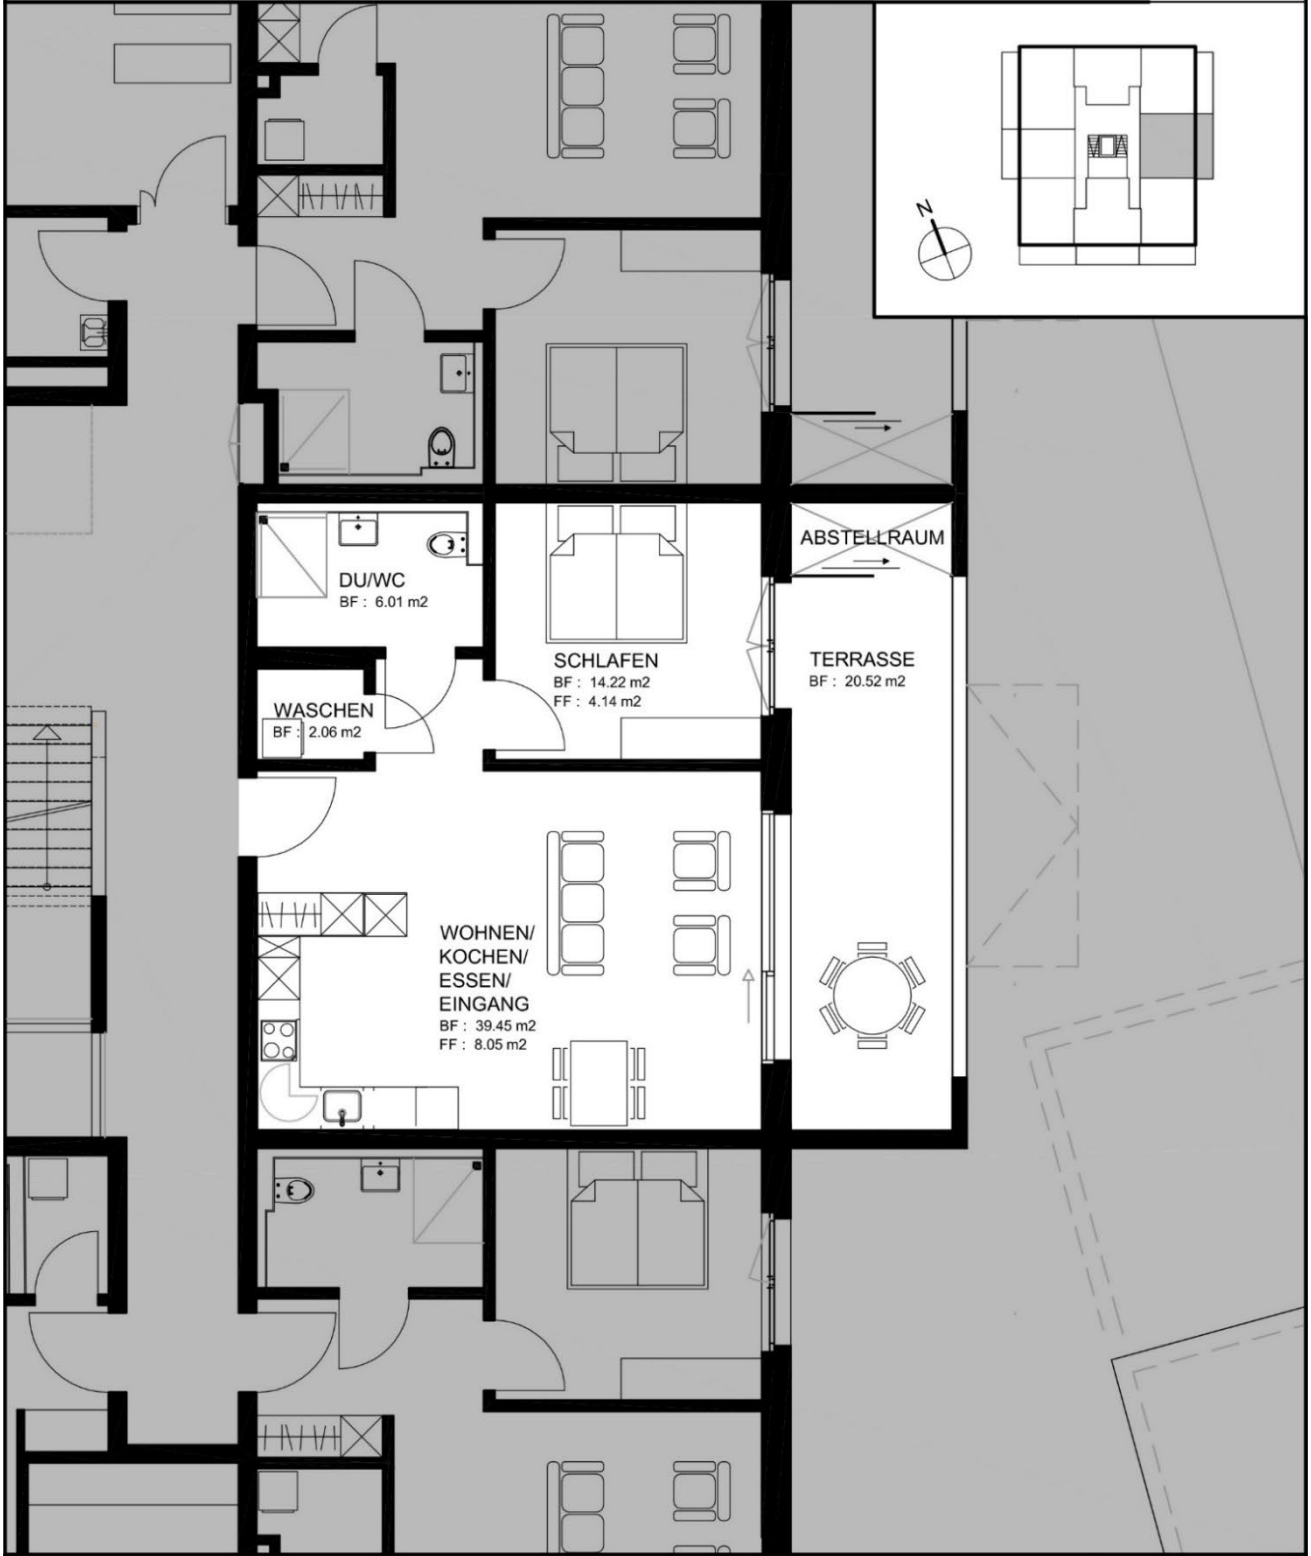 N
ABSTELLRAUM
DU/WC
BF : 6.01 m2
SCHLAFEN
BF : 14.22 m2
FF : 4.14 m2
TERRASSE
BF : 20.52 m2
WASCHEN
BF : 2.06 m2
WOHNEN/
KOCHEN/
ESSEN/
EINGANG
BF : 39.45 m2
FF : 8.05 m2